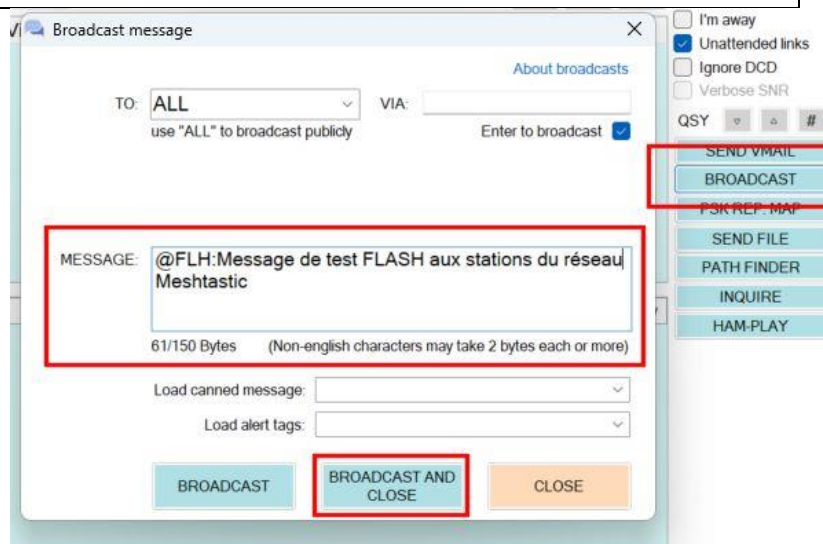 Broadcast message
About broadcasts
TO: ALL VIA:
use "ALL" to broadcast publicly Enter to broadcast
MESSAGE: @FLH:Message de test FLASH aux stations du réseau
Meshtastic
61/150 Bytes (Non-english characters may take 2 bytes each or more)
Load canned message:
Load alert tags:
BROADCAST
BROADCAST AND
CLOSE
CLOSE
I'm away
Unattended links
Ignore DCD
Verbose SNR
QSY #
SEND VMAIL
BROADCAST
PSK REP. MAP
SEND FILE
PATH FINDER
INQUIRE
HAM-PLAY